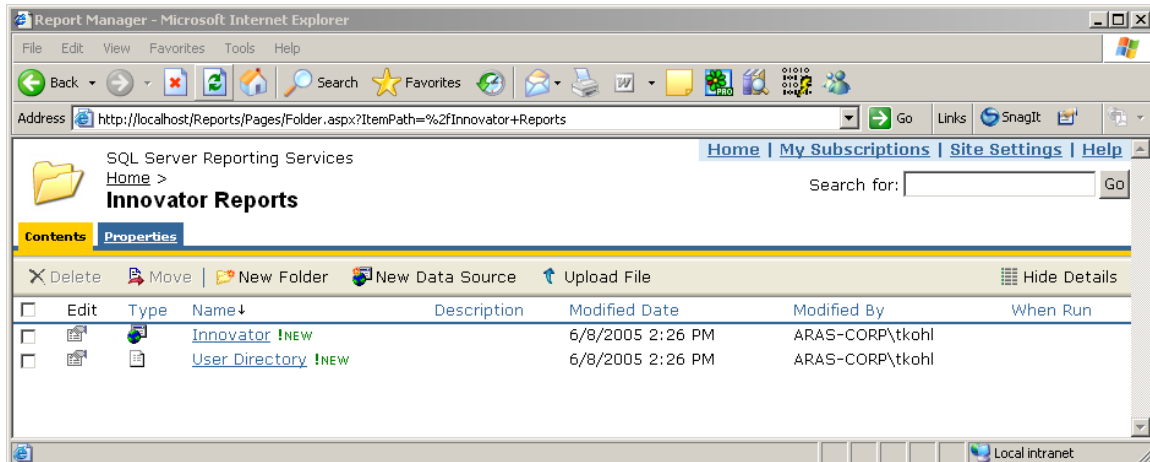 Report Manager - Microsoft Internet Explorer
File Edit View Favorites Tools Help
Back Search Favorites
Address http://localhost/Reports/Pages/Folder.aspx?ItemPath=%2fInnovator+Reports Go Links SnagIt
Home | My Subscriptions | Site Settings | Help
SQL Server Reporting Services
Home >
Search for: Go
Innovator Reports
Contents Properties
Delete Move | New Folder New Data Source Upload File Hide Details
Edit Type Name↓ Description Modified Date Modified By When Run
Innovator !NEW 6/8/2005 2:26 PM ARAS-CORP\tkohl
User Directory !NEW 6/8/2005 2:26 PM ARAS-CORP\tkohl
Local intranet